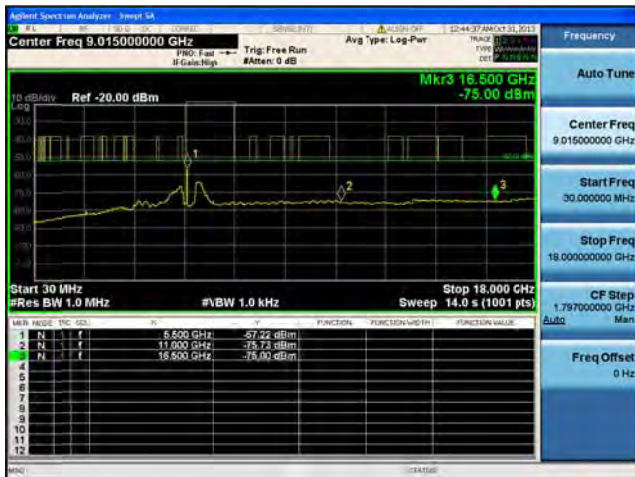 Agilent Spectrum Analyzer - Swept SA
12:44:37 AM Oct 31, 2013
Center Freq 9.015000000 GHz
PNO: Fast
IFGain:High
Trig: Free Run
#Atten: 0 dB
Avg Type: Log-Pwr
TRACE
TYPE
DET
Frequency
Mkr3 16.500 GHz
-75.00 dBm
10 dB/div
Log
Ref -20.00 dBm
1
2
3
Start 30 MHz
Stop 18.000 GHz
#Res BW 1.0 MHz
#VBW 1.0 kHz
Sweep 14.0 s (1001 pts)
MKR MODE TRC SCL X Y FUNCTION FUNCTION WIDTH FUNCTION VALUE
1 N f 5.500 GHz -57.22 dBm
2 N f 11.000 GHz -75.73 dBm
3 N f 16.500 GHz -75.00 dBm
4
5
6
7
8
9
10
11
12
MSG
STATUS
Auto Tune
Center Freq
9.015000000 GHz
Start Freq
30.000000 MHz
Stop Freq
18.000000000 GHz
CF Step
1.797000000 GHz
Auto Man
Freq Offset
0 Hz